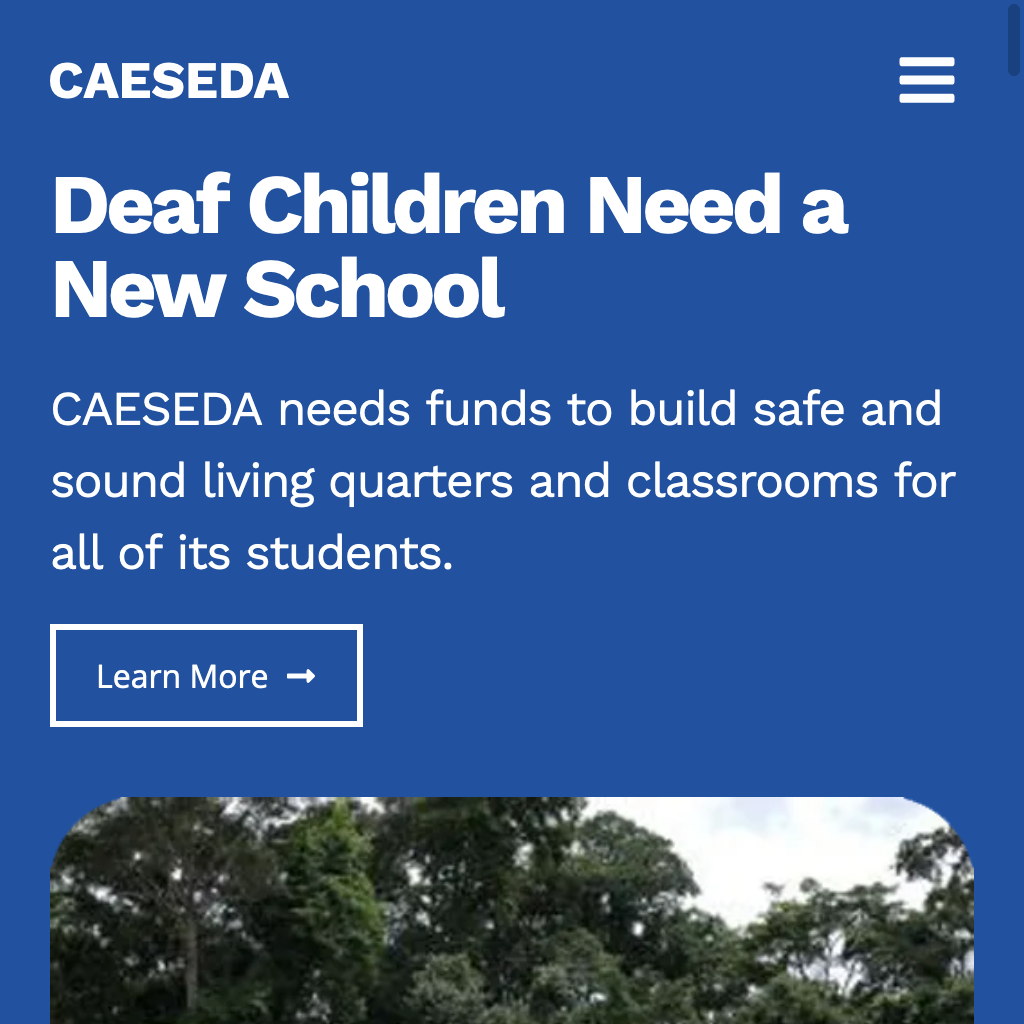 CAESEDA
Deaf Children Need a
New School
CAESEDA needs funds to build safe and
sound living quarters and classrooms for
all of its students.
Learn More